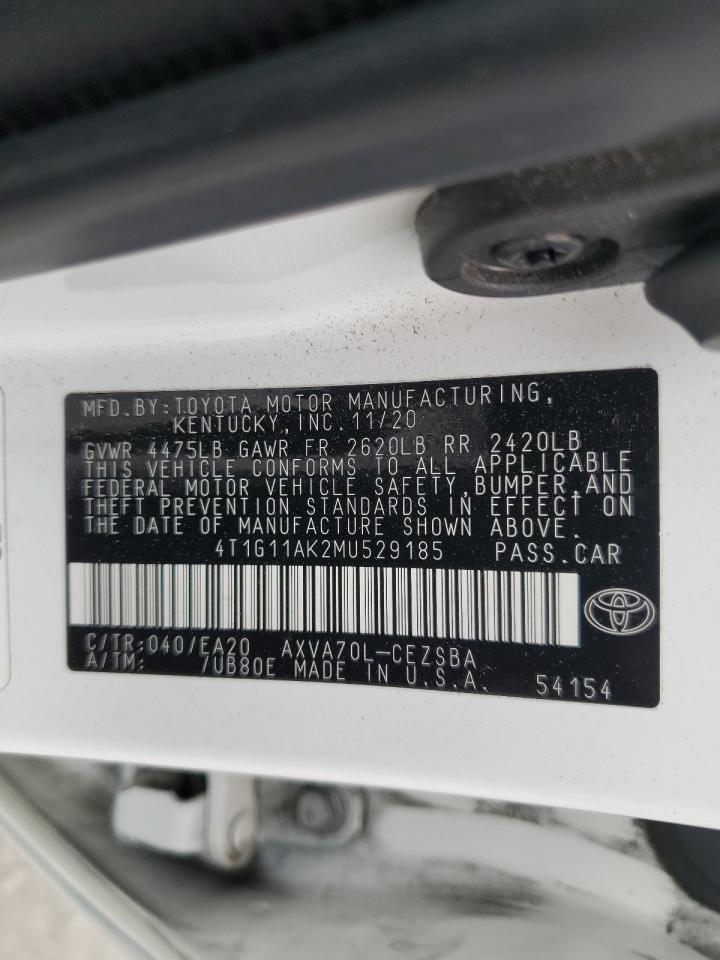 MFD.BY:TOYOTA MOTOR MANUFACTURING,
KENTUCKY,INC.11/20
GVWR 4475LB GAWR FR 2620LB RR 2420LB
THIS VEHICLE CONFORMS TO ALL APPLICABLE
FEDERAL MOTOR VEHICLE SAFETY,BUMPER,AND
THEFT PREVENTION STANDARDS IN EFFECT ON
THE DATE OF MANUFACTURE SHOWN ABOVE.
4T1G11AK2MU529185 PASS.CAR
C/TR:040/EA20 AXVA70L-CEZSBA
A/TM: /UB80E MADE IN U.S.A. 54154